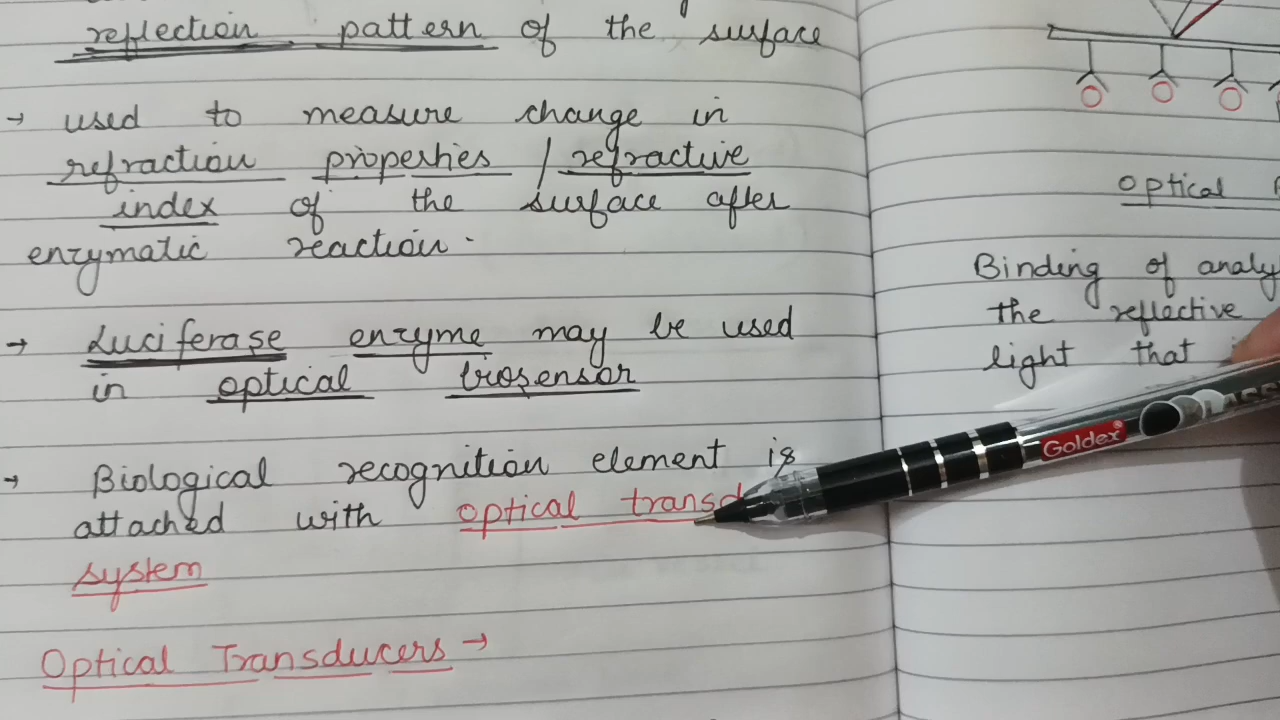 reflection pattern of the surface
→ used to measure change in
refraction properties / refractive
index of the surface after
enzymatic reaction.
→ Luciferase enzyme may be used
in optical biosensor
→ Biological recognition element is
attached with optical
system
Optical Transducers →
Optical
Binding of
the reflective
light that
Goldex®